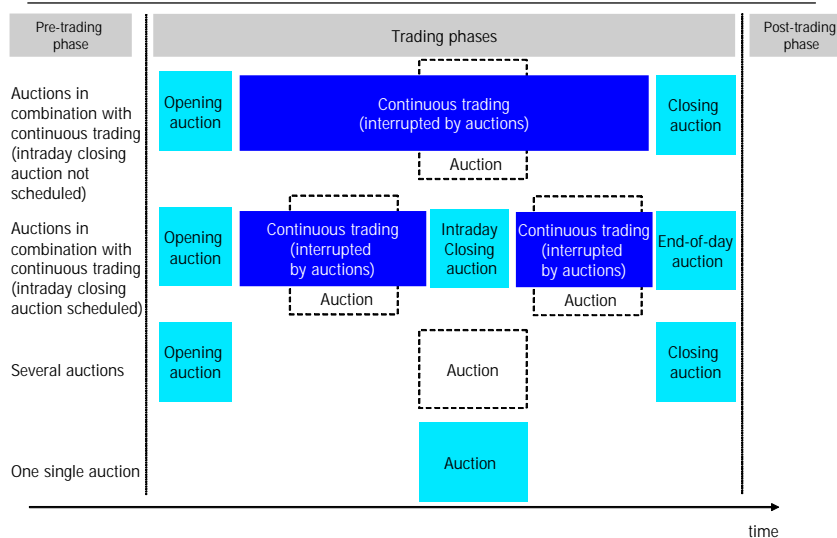 Pre-trading
phase
Trading phases
Post-trading
phase
Auctions in
combination with
continuous trading
(intraday closing
auction not
scheduled)
Opening
auction
Continuous trading
(interrupted by auctions)
Auction
Closing
auction
Auctions in
combination with
continuous trading
(intraday closing
auction scheduled)
Opening
auction
Continuous trading
(interrupted
by auctions)
Auction
Intraday
Closing
auction
Continuous trading
(interrupted
by auctions)
Auction
End-of-day
auction
Several auctions
Opening
auction
Auction
Closing
auction
One single auction
Auction
time